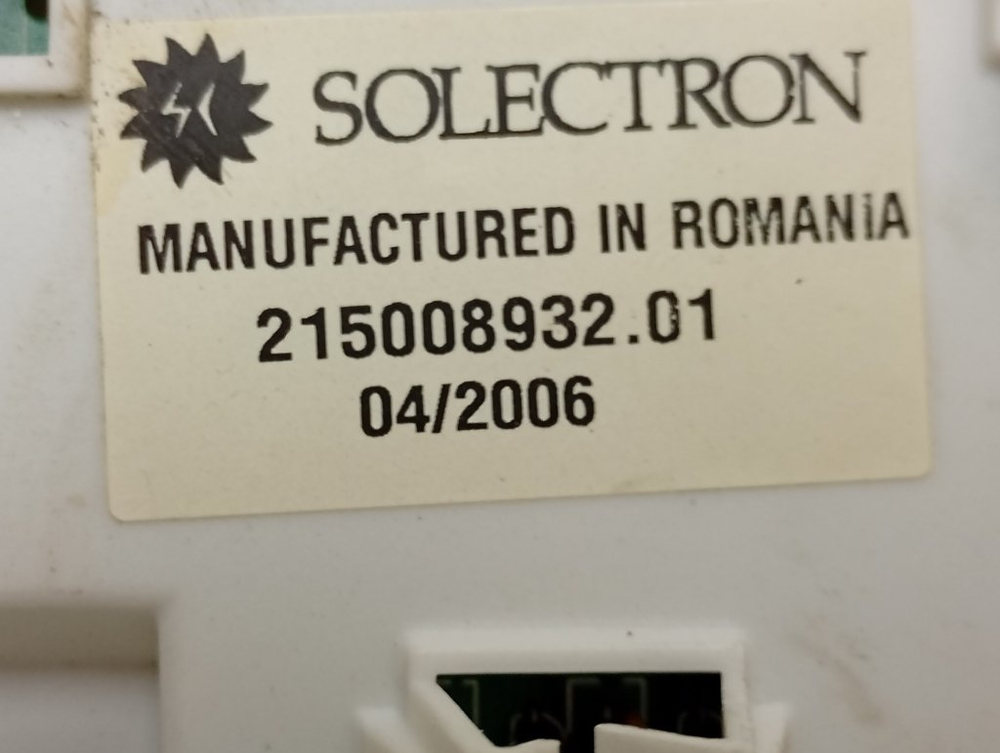 SOLECTRON
MANUFACTURED IN ROMANiA
215008932.01
04/2006